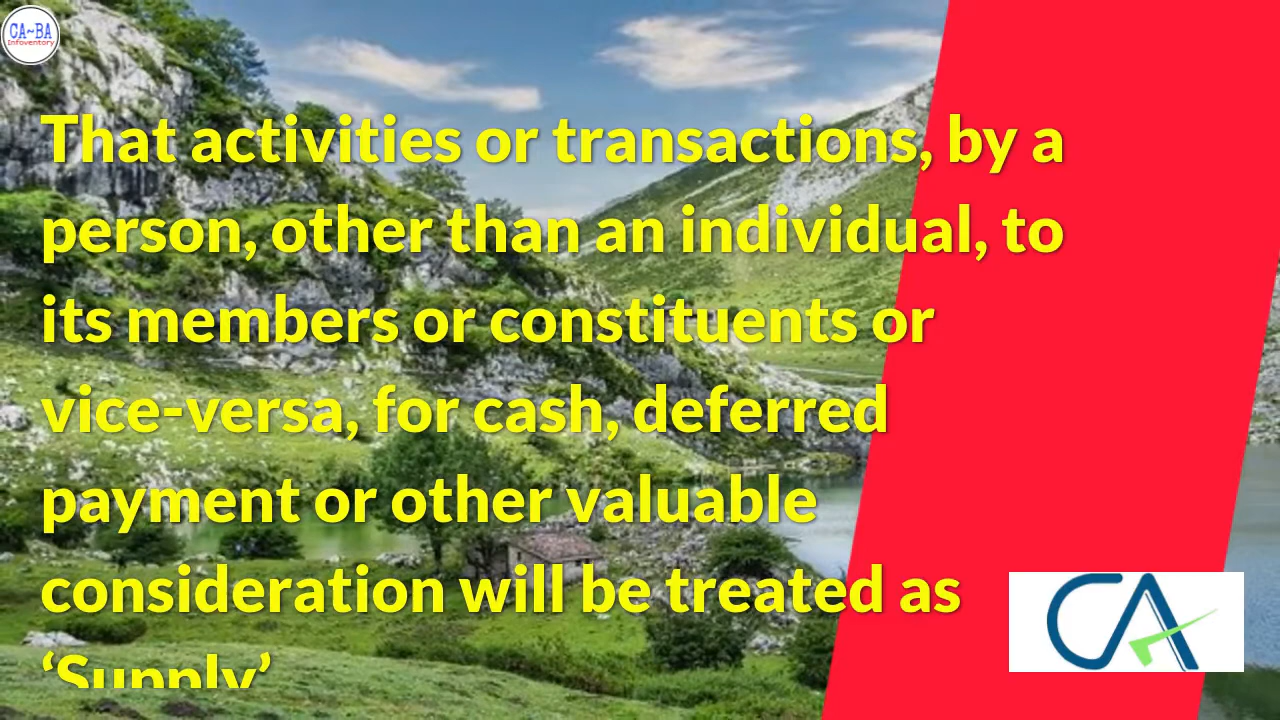 CA~BA
Infoventory
That activities or transactions, by a
person, other than an individual, to
its members or constituents or
vice-versa, for cash, deferred
payment or other valuable
consideration will be treated as
‘Supply’
CA